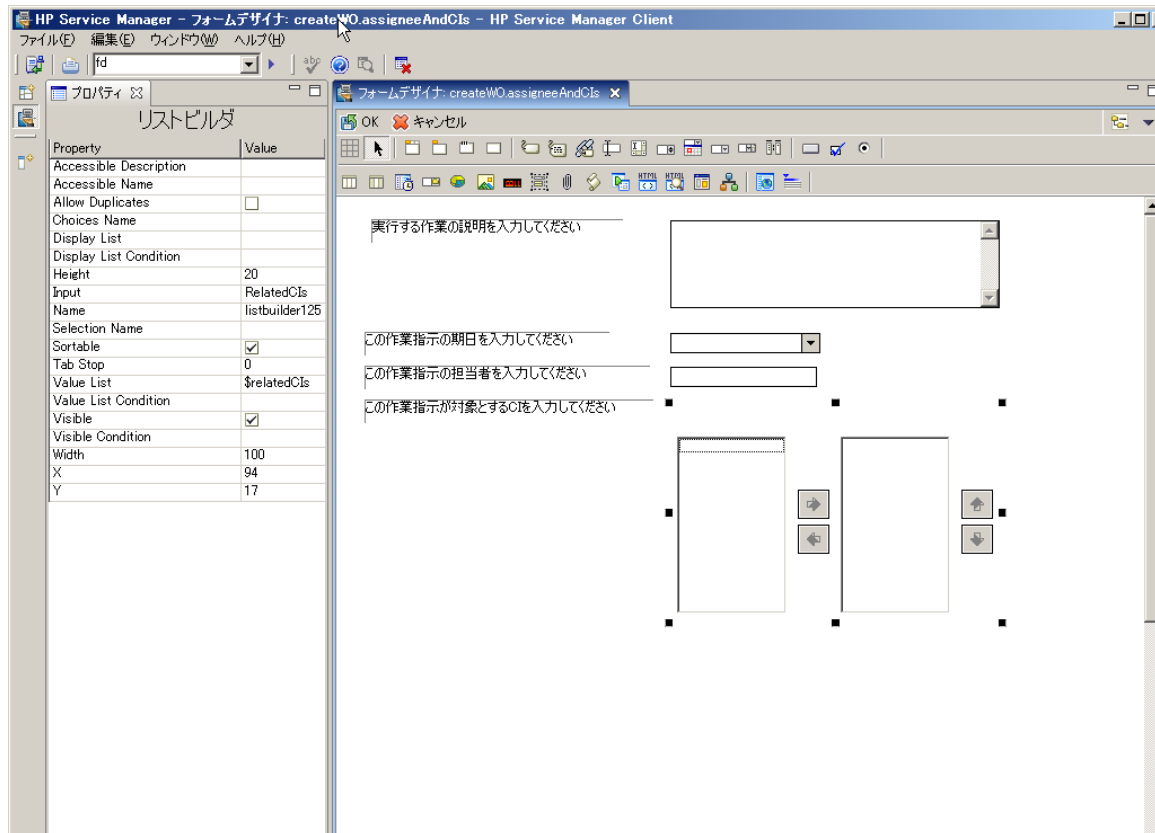 HP Service Manager - フォームデザイナ: createWO.assigneeAndCIs - HP Service Manager Client
ファイル(F) 編集(E) ウィンドウ(W) ヘルプ(H)
fd
abc
プロパティ
フォームデザイナ: createWO.assigneeAndCIs
リストビルダ
OK キャンセル
Property Value
Accessible Description
Accessible Name
Allow Duplicates
Choices Name
Display List
Display List Condition
Height 20
Input RelatedCIs
Name listbuilder125
Selection Name
Sortable
Tab Stop 0
Value List $relatedCIs
Value List Condition
Visible
Visible Condition
Width 100
X 94
Y 17
HTML HTML
実行する作業の説明を入力してください
この作業指示の期日を入力してください
この作業指示の担当者を入力してください
この作業指示が対象とするCIを入力してください